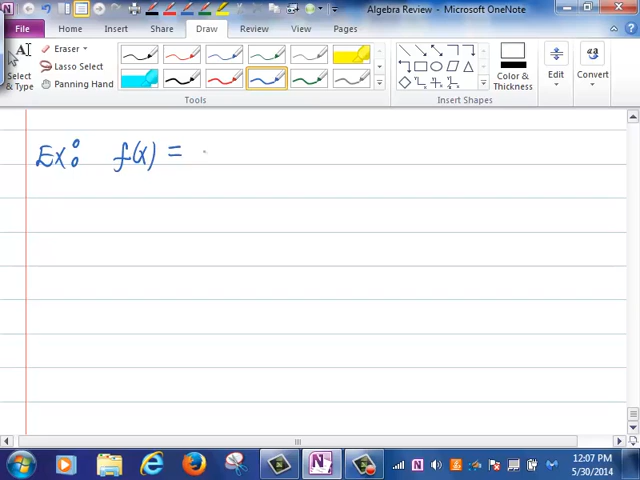 Algebra Review - Microsoft OneNote
File Home Insert Share Draw Review View Pages
Select & Type
Eraser
Lasso Select
Panning Hand
Tools
Insert Shapes
Color & Thickness
Edit
Convert
Ex: f(x) =
12:07 PM
5/30/2014